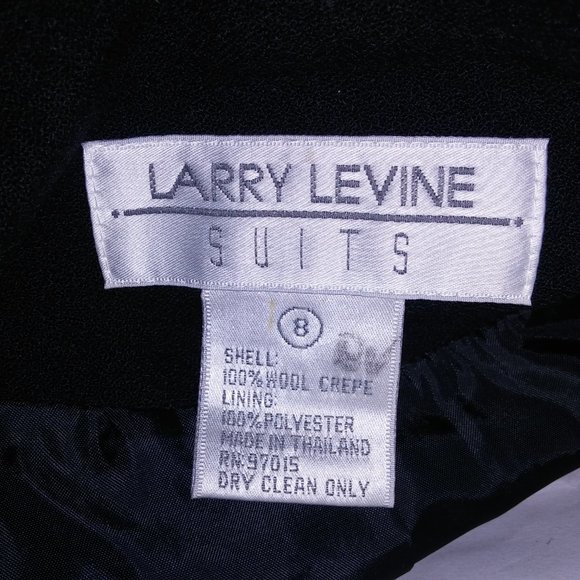 LARRY LEVINE
SUITS
8
SHELL:
100% WOOL CREPE
LINING:
100% POLYESTER
MADE IN THAILAND
RN:97015
DRY CLEAN ONLY